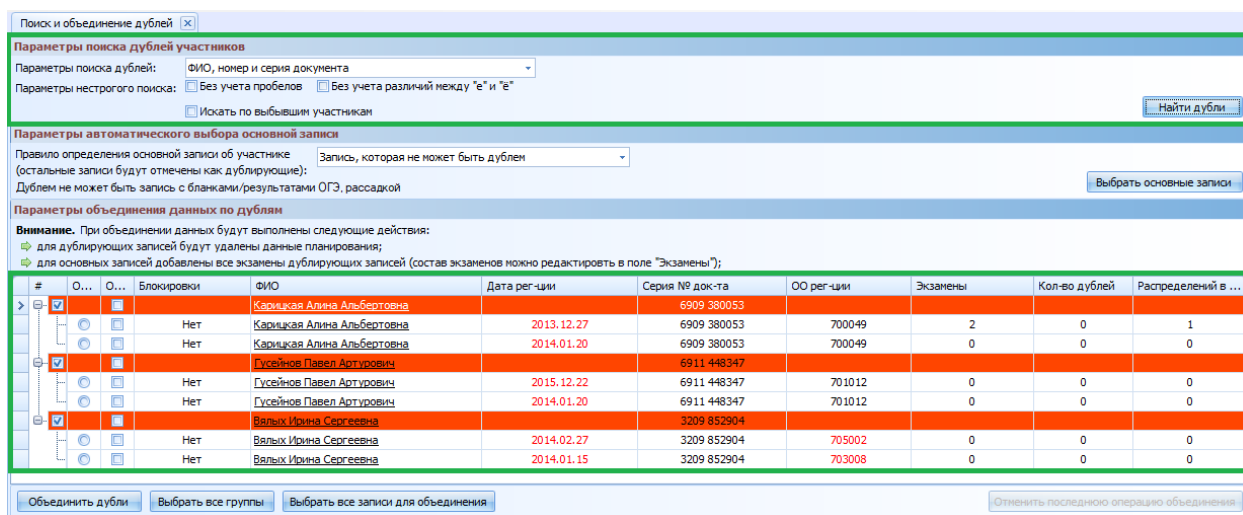 Поиск и объединение дублей
Параметры поиска дублей участников
Параметры поиска дублей: ФИО, номер и серия документа
Параметры нестрогого поиска: Без учета пробелов Без учета различий между "е" и "ё"
Искать по выбывшим участникам Найти дубли
Параметры автоматического выбора основной записи
Правило определения основной записи об участнике Запись, которая не может быть дублем
(остальные записи будут отмечены как дублирующие):
Дублем не может быть запись с бланками/результатами ОГЭ, рассадкой Выбрать основные записи
Параметры объединения данных по дублям
Внимание. При объединении данных будут выполнены следующие действия:
для дублирующих записей будут удалены данные планирования;
для основных записей добавлены все экзамены дублирующих записей (состав экзаменов можно редактировть в поле "Экзамены");
# О... О... Блокировки ФИО Дата рег-ции Серия № док-та ОО рег-ции Экзамены Кол-во дублей Распределений в ...
Карицкая Алина Альбертовна 6909 380053
Нет Карицкая Алина Альбертовна 2013.12.27 6909 380053 700049 2 0 1
Нет Карицкая Алина Альбертовна 2014.01.20 6909 380053 700049 0 0 0
Гусейнов Павел Артурович 6911 448347
Нет Гусейнов Павел Артурович 2015.12.22 6911 448347 701012 0 0 0
Нет Гусейнов Павел Артурович 2014.01.20 6911 448347 701012 0 0 0
Вялых Ирина Сергеевна 3209 852904
Нет Вялых Ирина Сергеевна 2014.02.27 3209 852904 705002 0 0 0
Нет Вялых Ирина Сергеевна 2014.01.15 3209 852904 703008 0 0 0
Объединить дубли Выбрать все группы Выбрать все записи для объединения Отменить последнюю операцию объединения